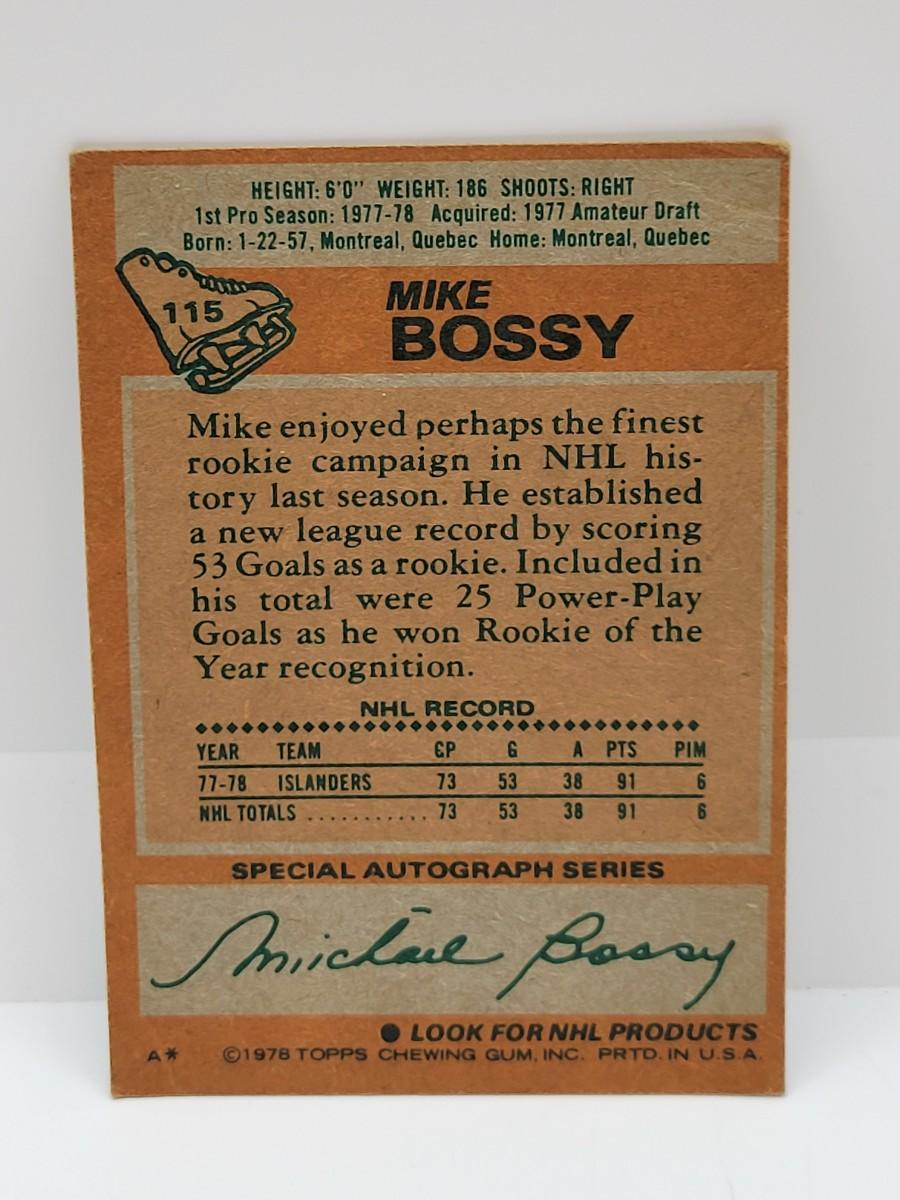 HEIGHT: 6'0" WEIGHT: 186 SHOOTS: RIGHT
1st Pro Season: 1977-78 Acquired: 1977 Amateur Draft
Born: 1-22-57, Montreal, Quebec Home: Montreal, Quebec
115
MIKE
BOSSY
Mike enjoyed perhaps the finest
rookie campaign in NHL his-
tory last season. He established
a new league record by scoring
53 Goals as a rookie. Included in
his total were 25 Power-Play
Goals as he won Rookie of the
Year recognition.
NHL RECORD
YEAR TEAM GP G A PTS PIM
77-78 ISLANDERS 73 53 38 91 6
NHL TOTALS ........... 73 53 38 91 6
SPECIAL AUTOGRAPH SERIES
Michael Bossy
● LOOK FOR NHL PRODUCTS
A* ©1978 TOPPS CHEWING GUM, INC. PRTD. IN U.S.A.